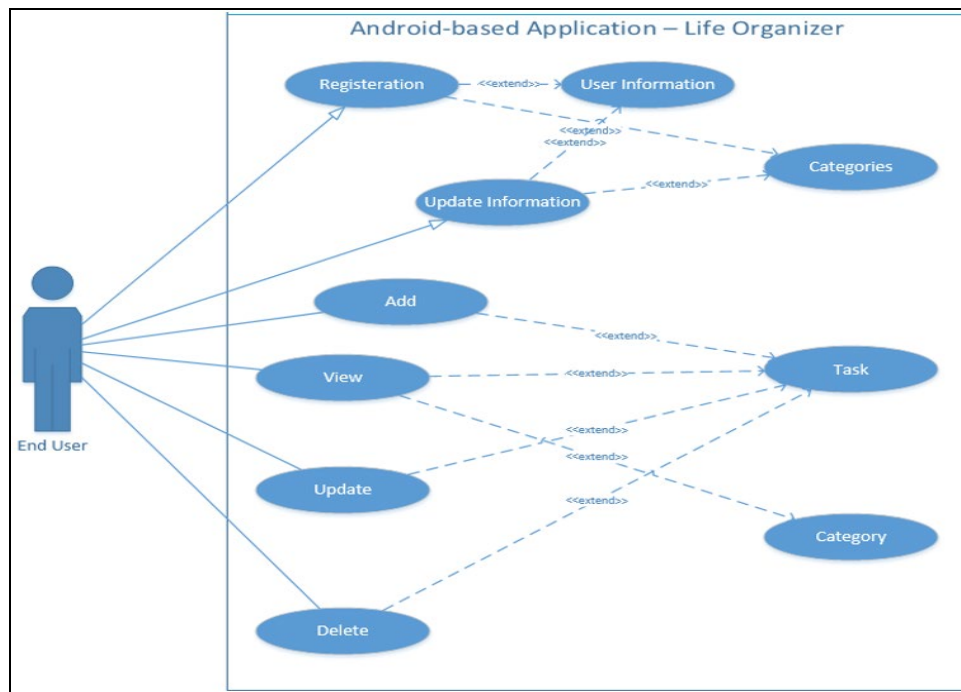 Android-based Application – Life Organizer
Registeration
<<extend>>
User Information
<<extend>>
<<extend>>
Categories
<<extend>>
Update Information
Add
<<extend>>
View
<<extend>>
Task
End User
<<extend>>
<<extend>>
Update
<<extend>>
Category
Delete